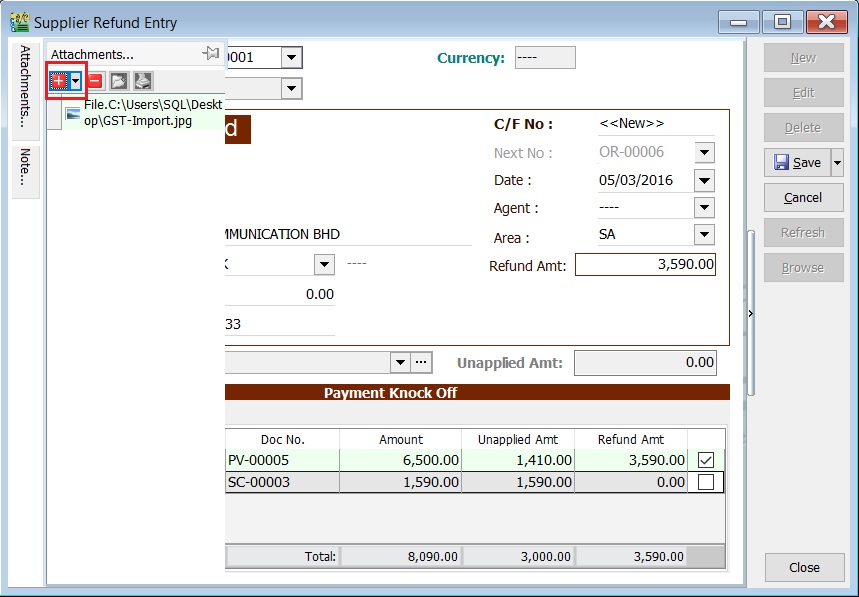 Supplier Refund Entry
Attachments...
Note...
Attachments...
File.C:\Users\SQL\Deskt
op\GST-Import.jpg
0001
Currency: ----
d
C/F No : <<New>>
Next No : OR-00006
Date : 05/03/2016
Agent : ----
MMUNICATION BHD
Area : SA
K ----
Refund Amt: 3,590.00
0.00
33
Unapplied Amt: 0.00
Payment Knock Off
Doc No. Amount Unapplied Amt Refund Amt
PV-00005 6,500.00 1,410.00 3,590.00
SC-00003 1,590.00 1,590.00 0.00
Total: 8,090.00 3,000.00 3,590.00
New
Edit
Delete
Save
Cancel
Refresh
Browse
Close